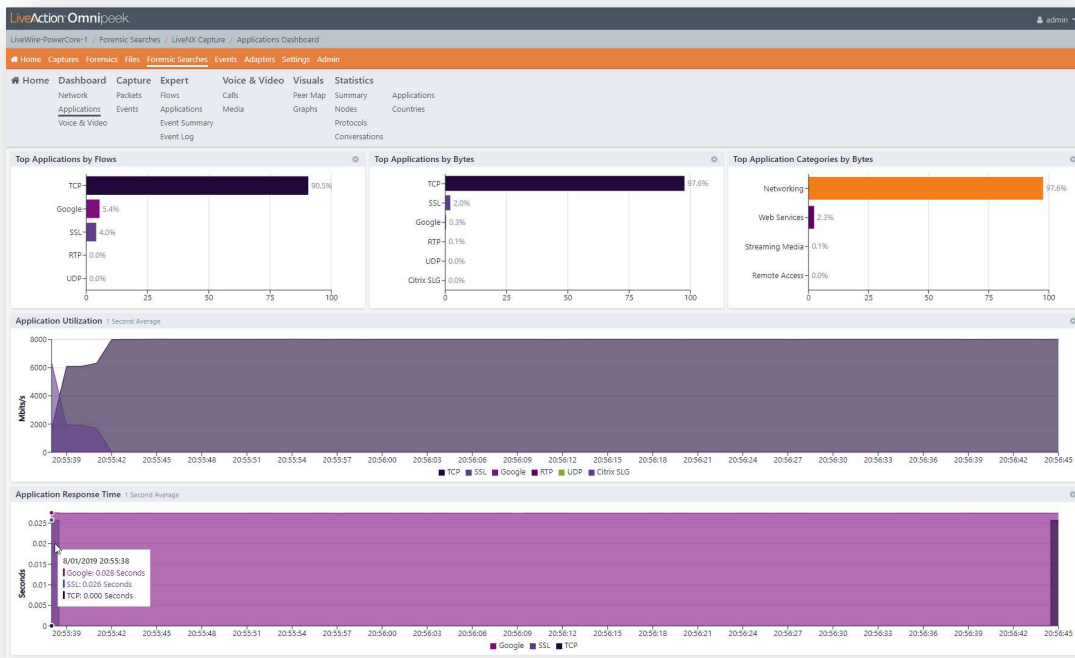 LiveAction Omnipeek
admin
LiveWire-PowerCore-1 / Forensic Searches / LiveNX Capture / Applications Dashboard
Home Captures Forensics Files Forensic Searches Events Adapters Settings Admin
Home Dashboard Capture Expert Voice & Video Visuals Statistics
Network Packets Flows Calls Peer Map Summary Applications
Applications Events Applications Media Graphs Nodes Countries
Voice & Video Event Summary Protocols
Event Log Conversations
Top Applications by Flows
TCP 90.5%
Google 5.4%
SSL 4.0%
RTP 0.0%
UDP 0.0%
0 25 50 75 100
Top Applications by Bytes
TCP 97.6%
SSL 2.0%
Google 0.3%
RTP 0.1%
UDP 0.0%
Citrix SLG 0.0%
0 25 50 75 100
Top Application Categories by Bytes
Networking 97.6%
Web Services 2.3%
Streaming Media 0.1%
Remote Access 0.0%
0 25 50 75 100
Application Utilization 1 Second Average
Mbits/s
8000
6000
4000
2000
0
20:55:39 20:55:42 20:55:45 20:55:48 20:55:51 20:55:54 20:55:57 20:56:00 20:56:03 20:56:06 20:56:09 20:56:12 20:56:15 20:56:18 20:56:21 20:56:24 20:56:27 20:56:30 20:56:33 20:56:36 20:56:39 20:56:42 20:56:45
TCP SSL Google RTP UDP Citrix SLG
Application Response Time 1 Second Average
Seconds
0.025
0.02
0.015
0.01
0.005
0
8/01/2019 20:55:38
Google: 0.028 Seconds
SSL: 0.026 Seconds
TCP: 0.000 Seconds
20:55:39 20:55:42 20:55:45 20:55:48 20:55:51 20:55:54 20:55:57 20:56:00 20:56:03 20:56:06 20:56:09 20:56:12 20:56:15 20:56:18 20:56:21 20:56:24 20:56:27 20:56:30 20:56:33 20:56:36 20:56:39 20:56:42 20:56:45
Google SSL TCP